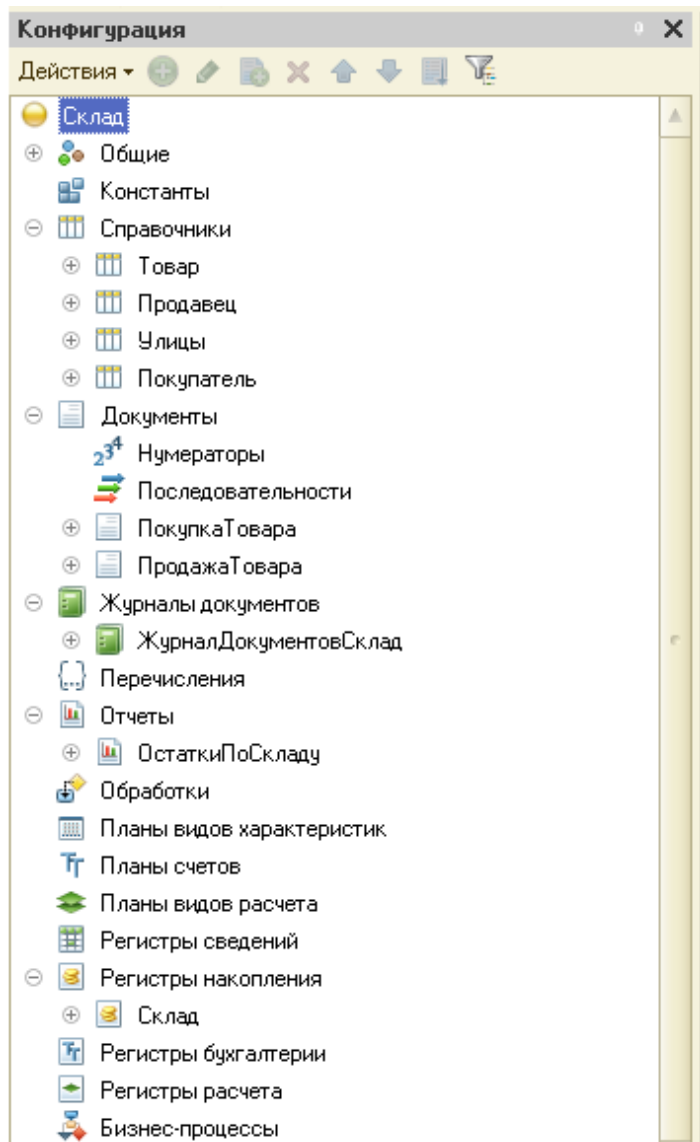 Конфигурация
Действия
Склад
Общие
Константы
Справочники
Товар
Продавец
Улицы
Покупатель
Документы
Нумераторы
Последовательности
ПокупкаТовара
ПродажаТовара
Журналы документов
ЖурналДокументовСклад
Перечисления
Отчеты
ОстаткиПоСкладу
Обработки
Планы видов характеристик
Планы счетов
Планы видов расчета
Регистры сведений
Регистры накопления
Склад
Регистры бухгалтерии
Регистры расчета
Бизнес-процессы